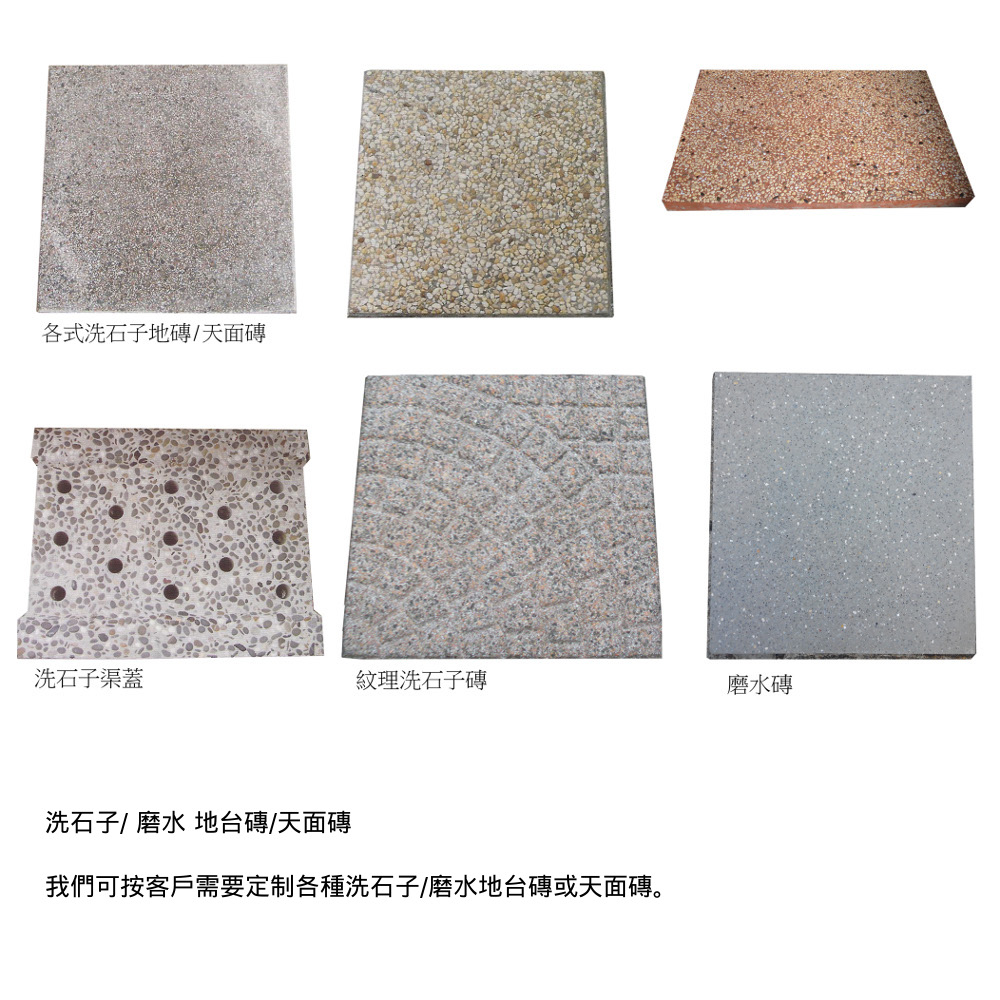 各式洗石子地磚/天面磚
洗石子渠蓋
紋理洗石子磚
磨水磚
洗石子/ 磨水 地台磚/天面磚
我們可按客戶需要定制各種洗石子/磨水地台磚或天面磚。